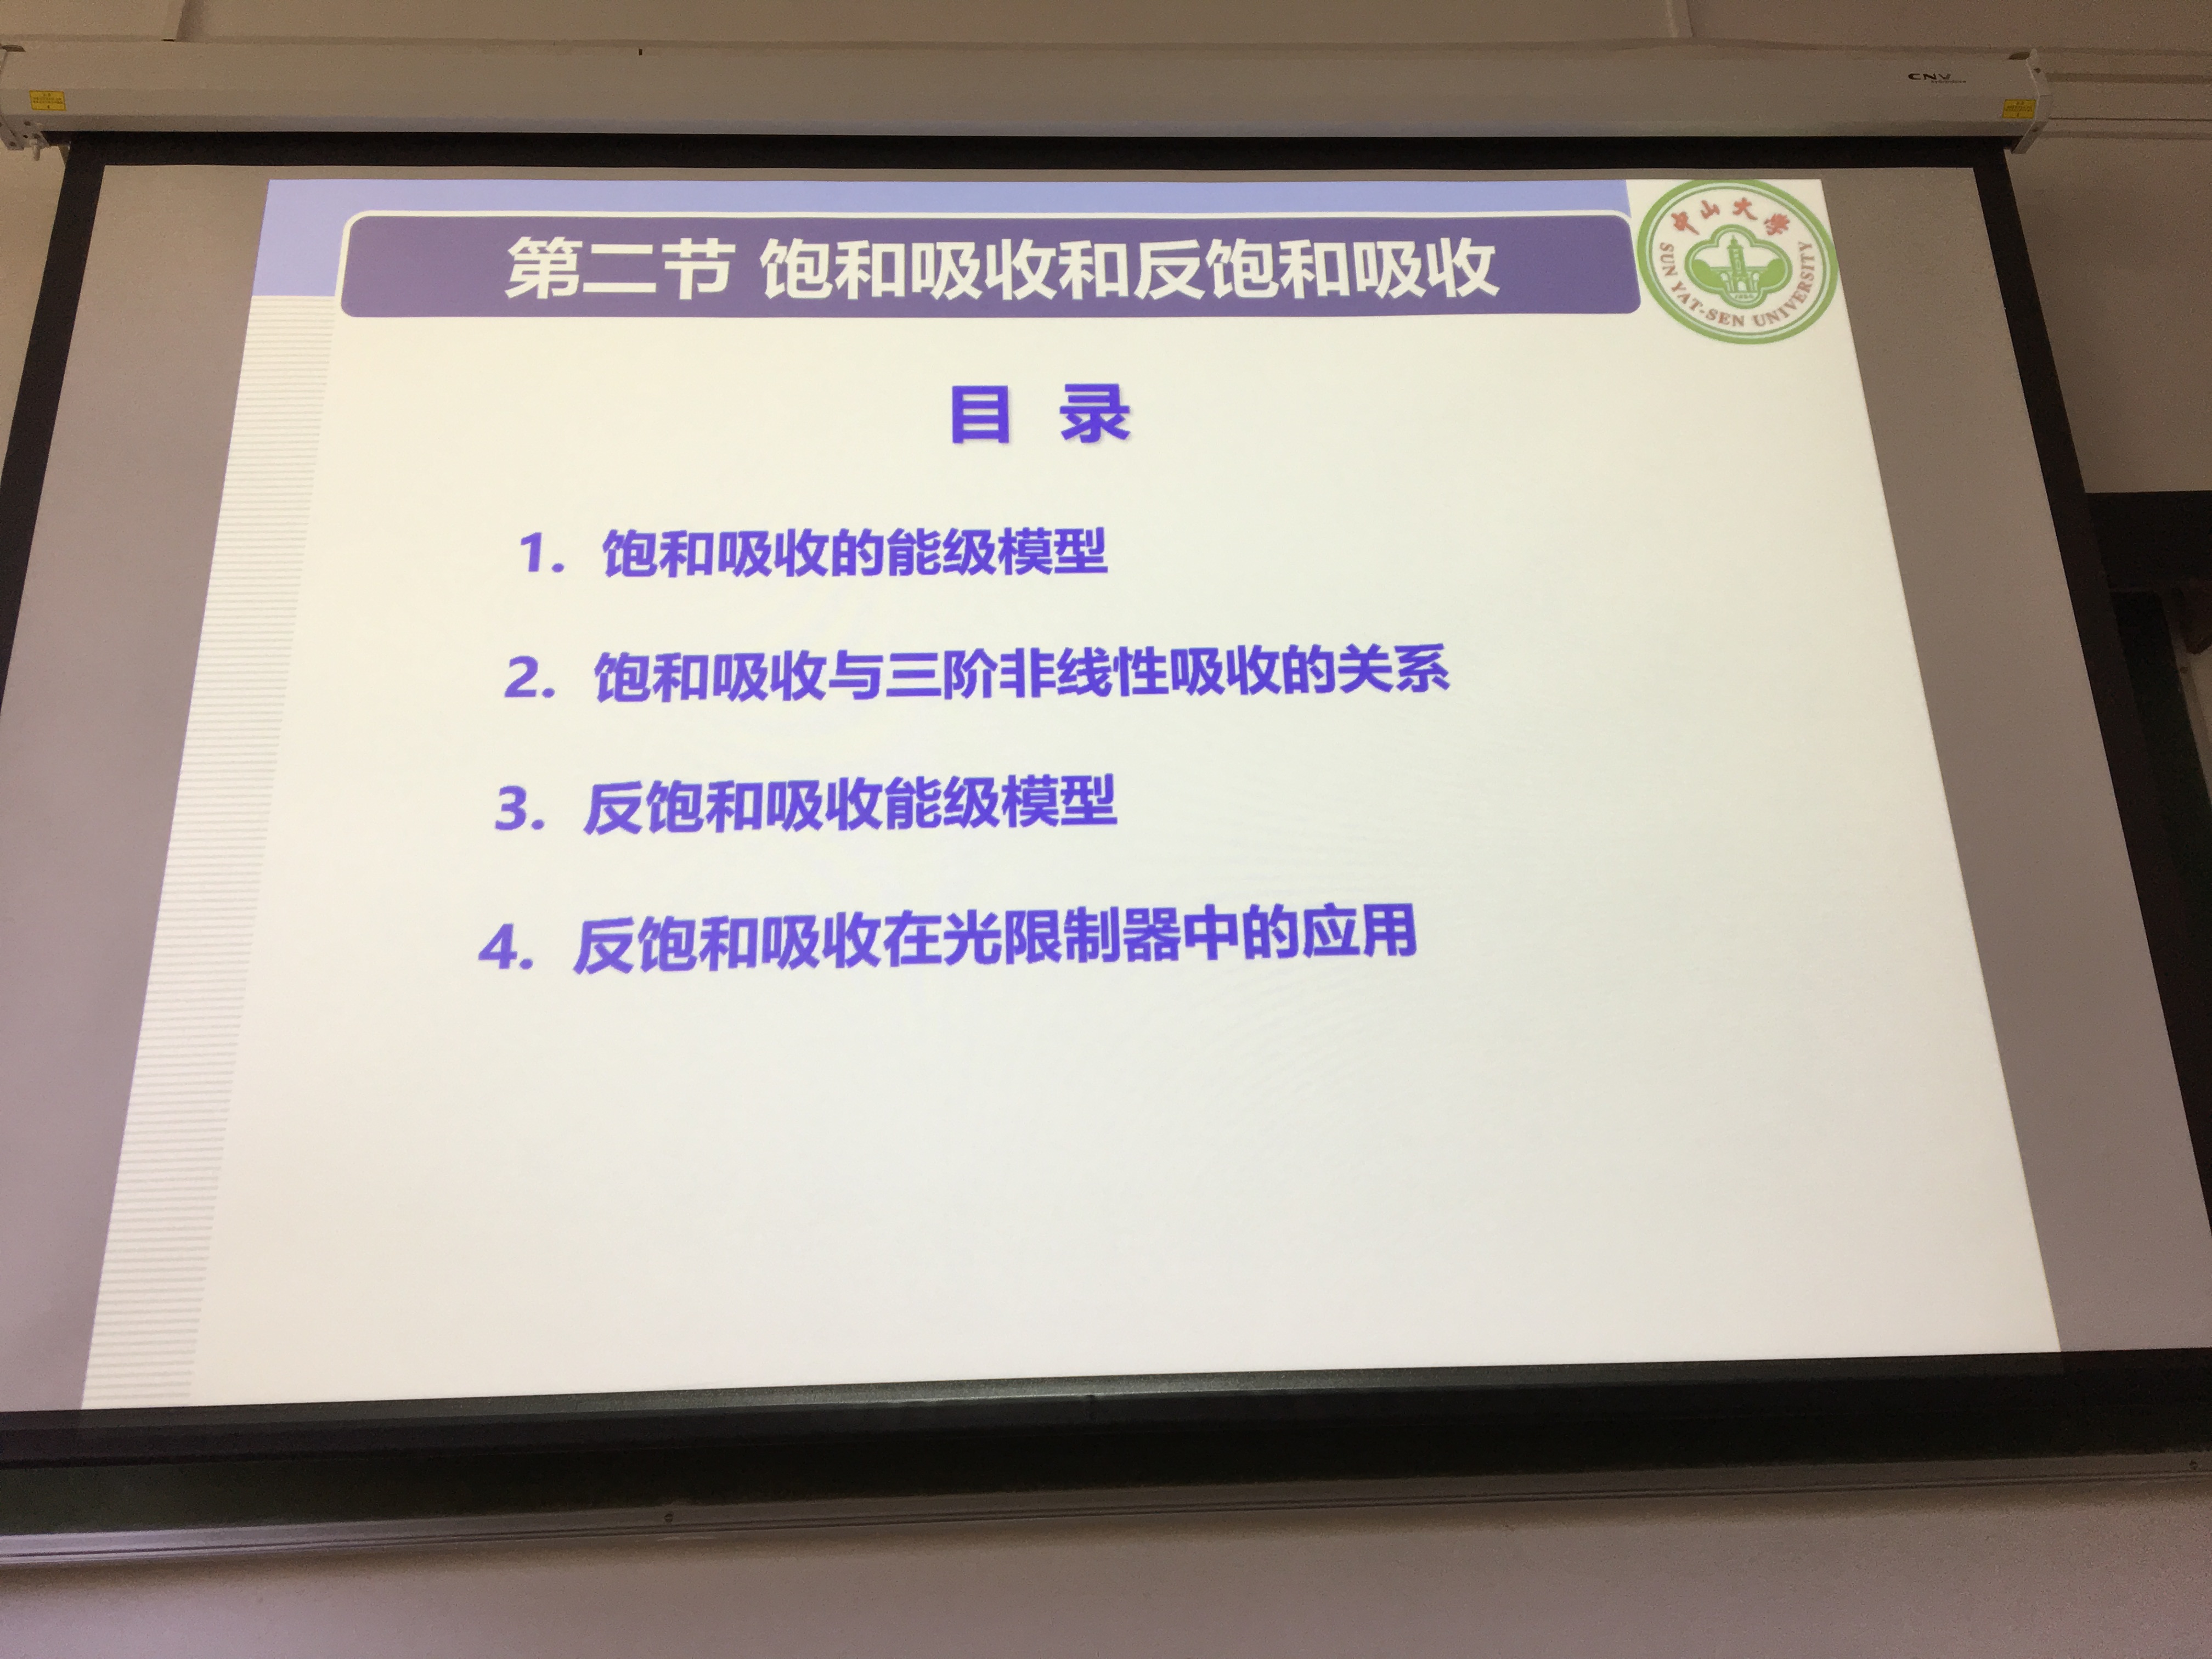 CNV
第二节 饱和吸收和反饱和吸收
中山大学
SUN YAT-SEN UNIVERSITY
目 录
1. 饱和吸收的能级模型
2. 饱和吸收与三阶非线性吸收的关系
3. 反饱和吸收能级模型
4. 反饱和吸收在光限制器中的应用